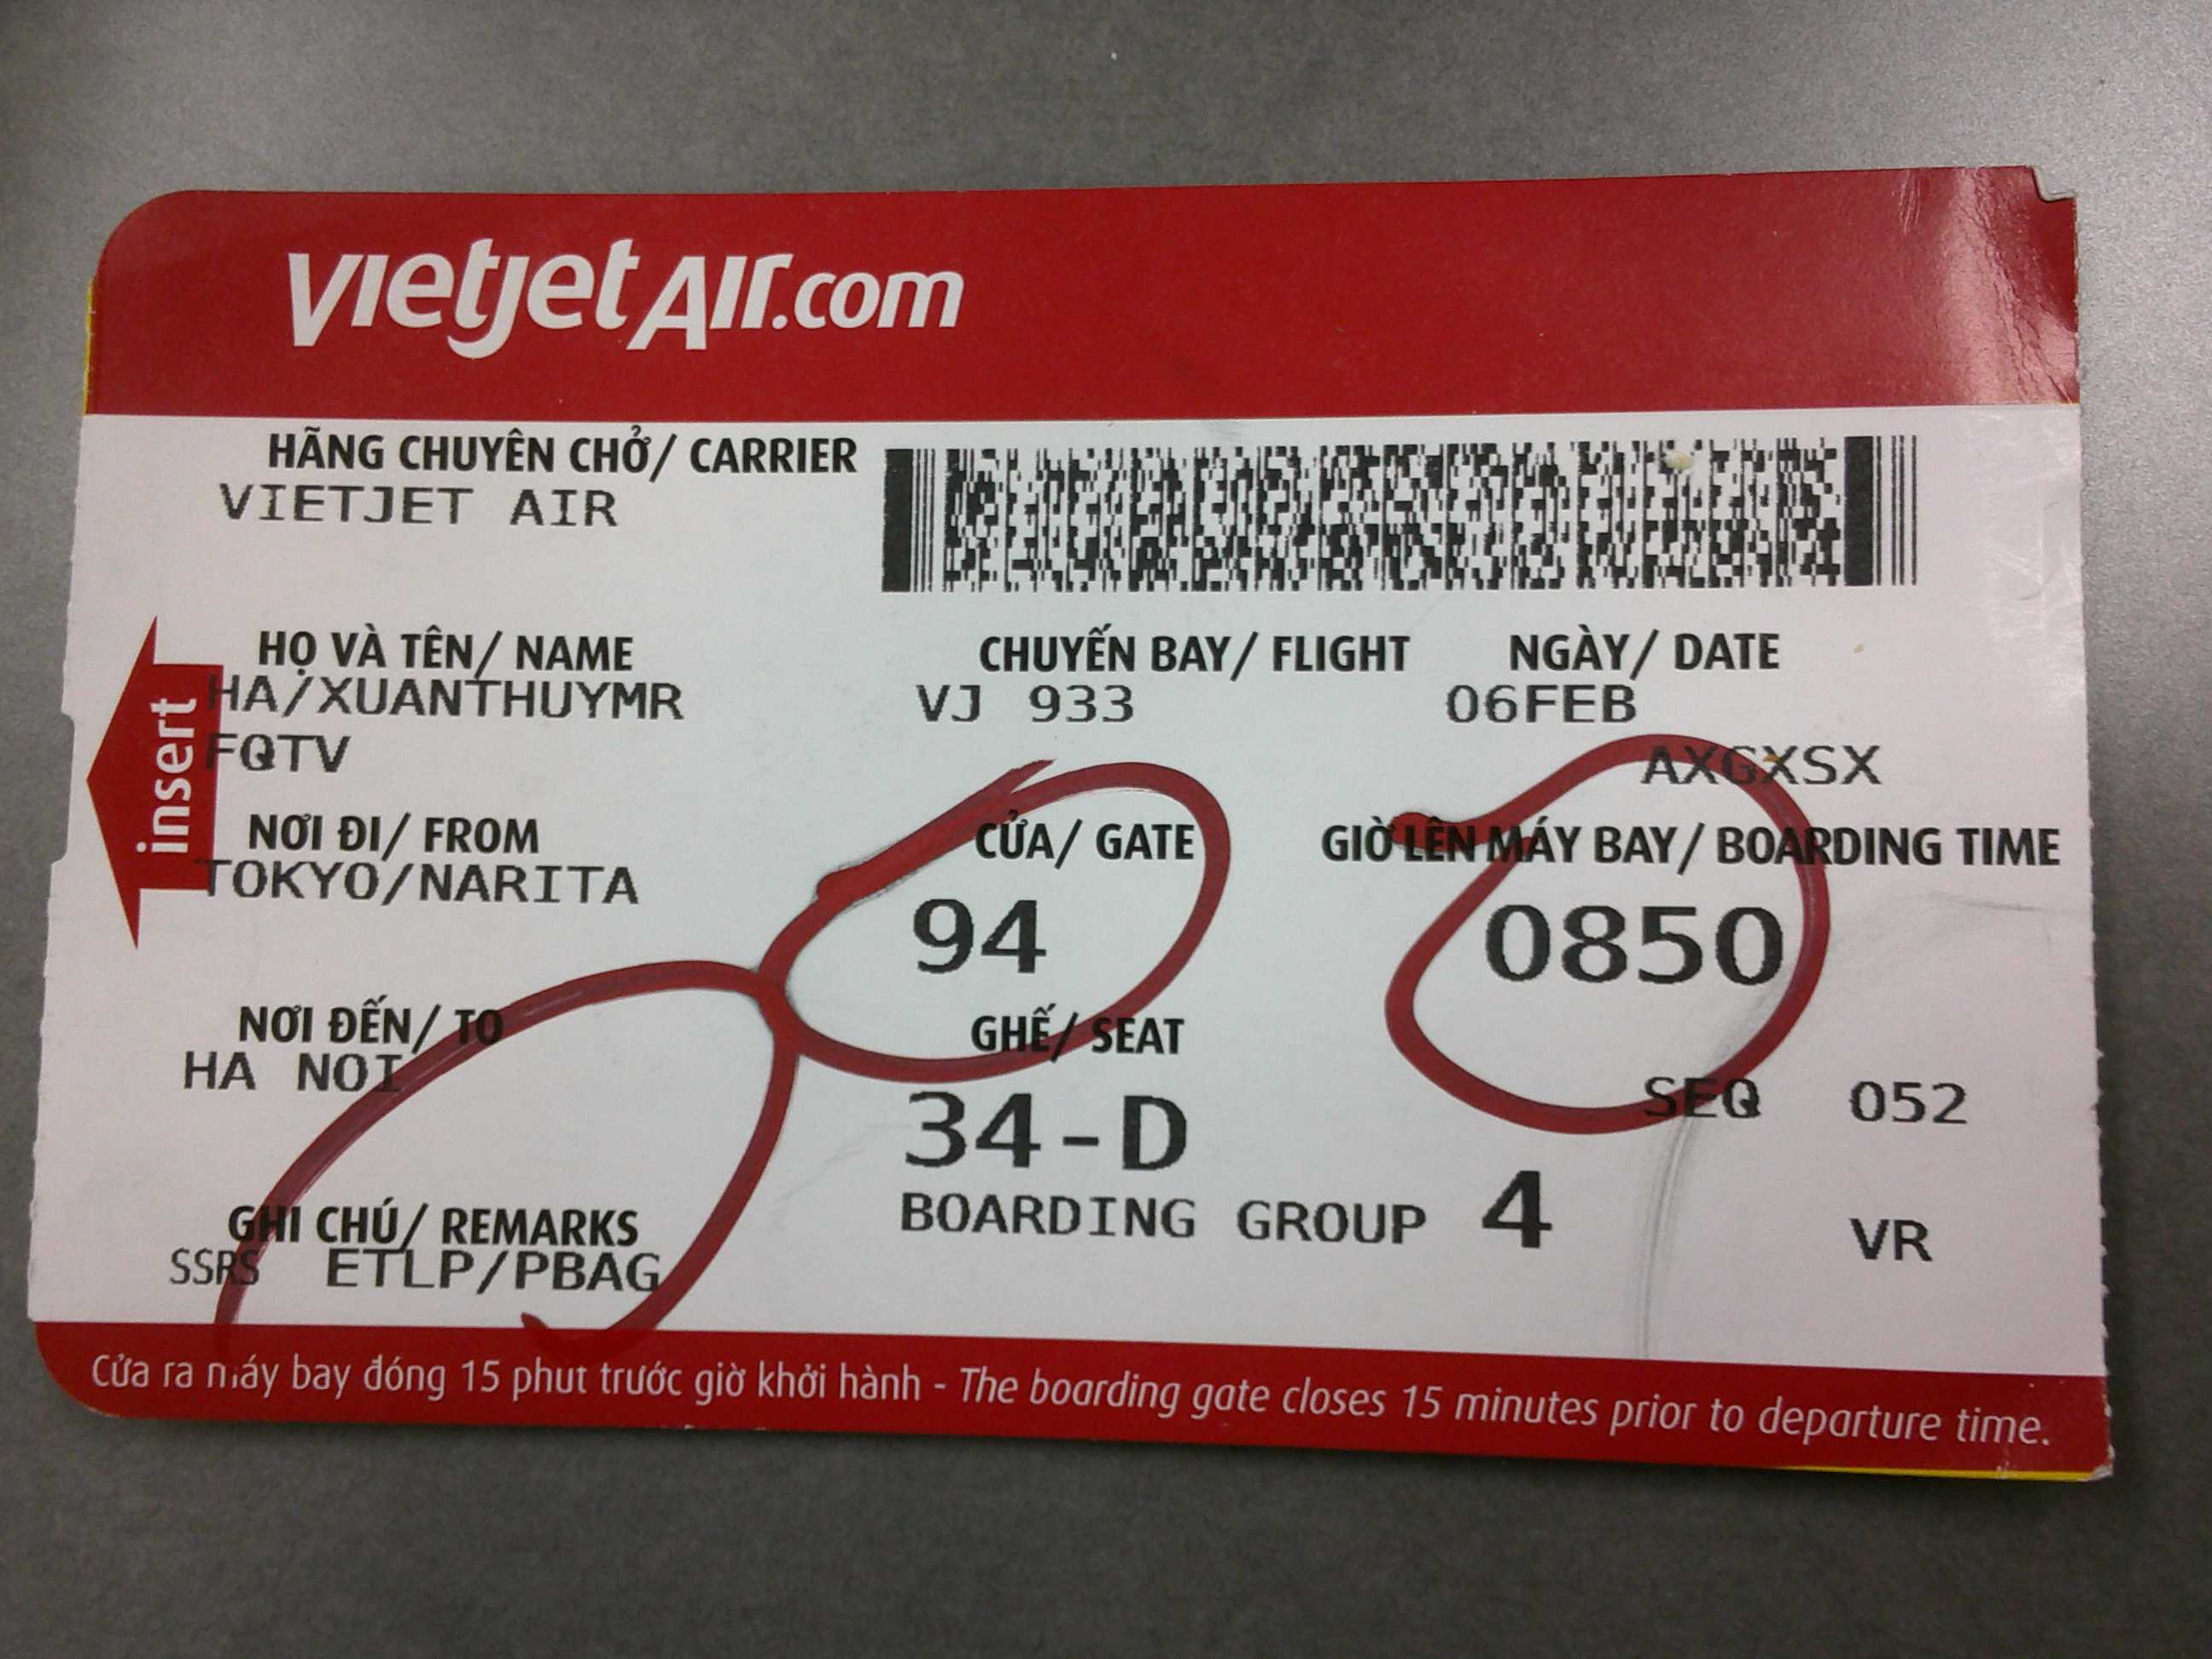 vietjetAir.com
HÃNG CHUYÊN CHỞ/ CARRIER
VIETJET AIR
HỌ VÀ TÊN/ NAME
HA/XUANTHUYMR
FQTV
CHUYẾN BAY/ FLIGHT
VJ 933
NGÀY/ DATE
06FEB
AXGXSX
insert
NƠI ĐI/ FROM
TOKYO/NARITA
CỬA/ GATE
94
GIỜ LÊN MÁY BAY/ BOARDING TIME
0850
NƠI ĐẾN/ TO
HA NOI
GHẾ/ SEAT
34-D
SEQ 052
BOARDING GROUP 4
VR
GHI CHÚ/ REMARKS
SSRS ETLP/PBAG
Cửa ra máy bay đóng 15 phut trước giờ khởi hành - The boarding gate closes 15 minutes prior to departure time.